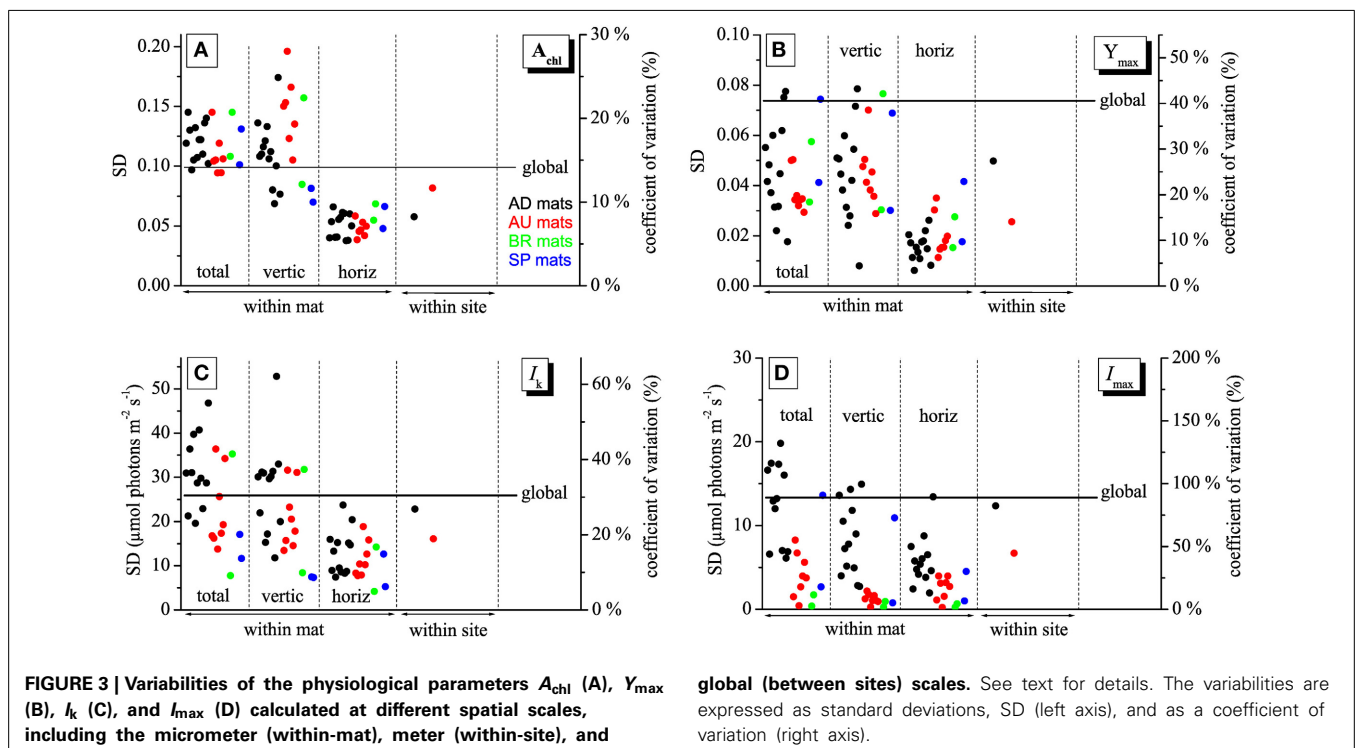 A
A_chl
0.20
0.15
0.10
0.05
0.00
SD
30 %
20 %
10 %
0 %
coefficient of variation (%)
global
AD mats
AU mats
BR mats
SP mats
total
vertic
horiz
within mat
within site
B
Y_max
0.10
0.08
0.06
0.04
0.02
0.00
SD
50 %
40 %
30 %
20 %
10 %
0 %
coefficient of variation (%)
vertic
horiz
global
total
within mat
within site
C
I_k
50
40
30
20
10
0
SD (μmol photons m⁻² s⁻¹)
60 %
40 %
20 %
0 %
coefficient of variation (%)
global
total
vertic
horiz
within mat
within site
D
I_max
30
20
10
0
SD (μmol photons m⁻² s⁻¹)
200 %
150 %
100 %
50 %
0 %
coefficient of variation (%)
total
vertic
horiz
global
within mat
within site
FIGURE 3 | Variabilities of the physiological parameters A_chl (A), Y_max
(B), I_k (C), and I_max (D) calculated at different spatial scales,
including the micrometer (within-mat), meter (within-site), and
global (between sites) scales. See text for details. The variabilities are
expressed as standard deviations, SD (left axis), and as a coefficient of
variation (right axis).